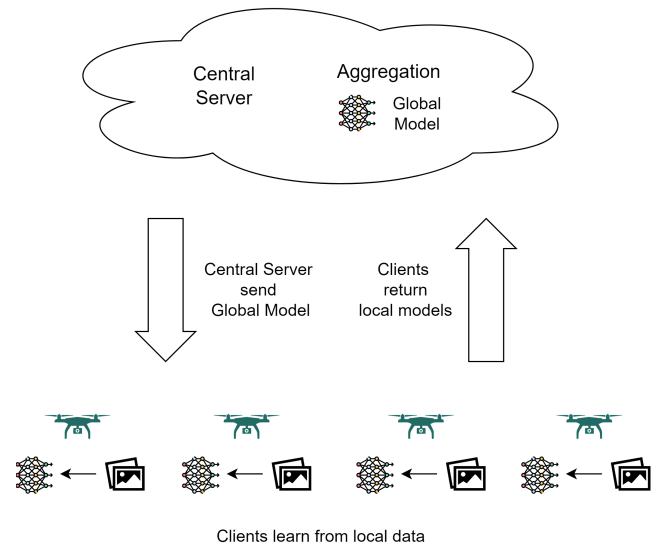 Central
Server
Aggregation
Global
Model
Central Server
send
Global Model
Clients
return
local models
Clients learn from local data